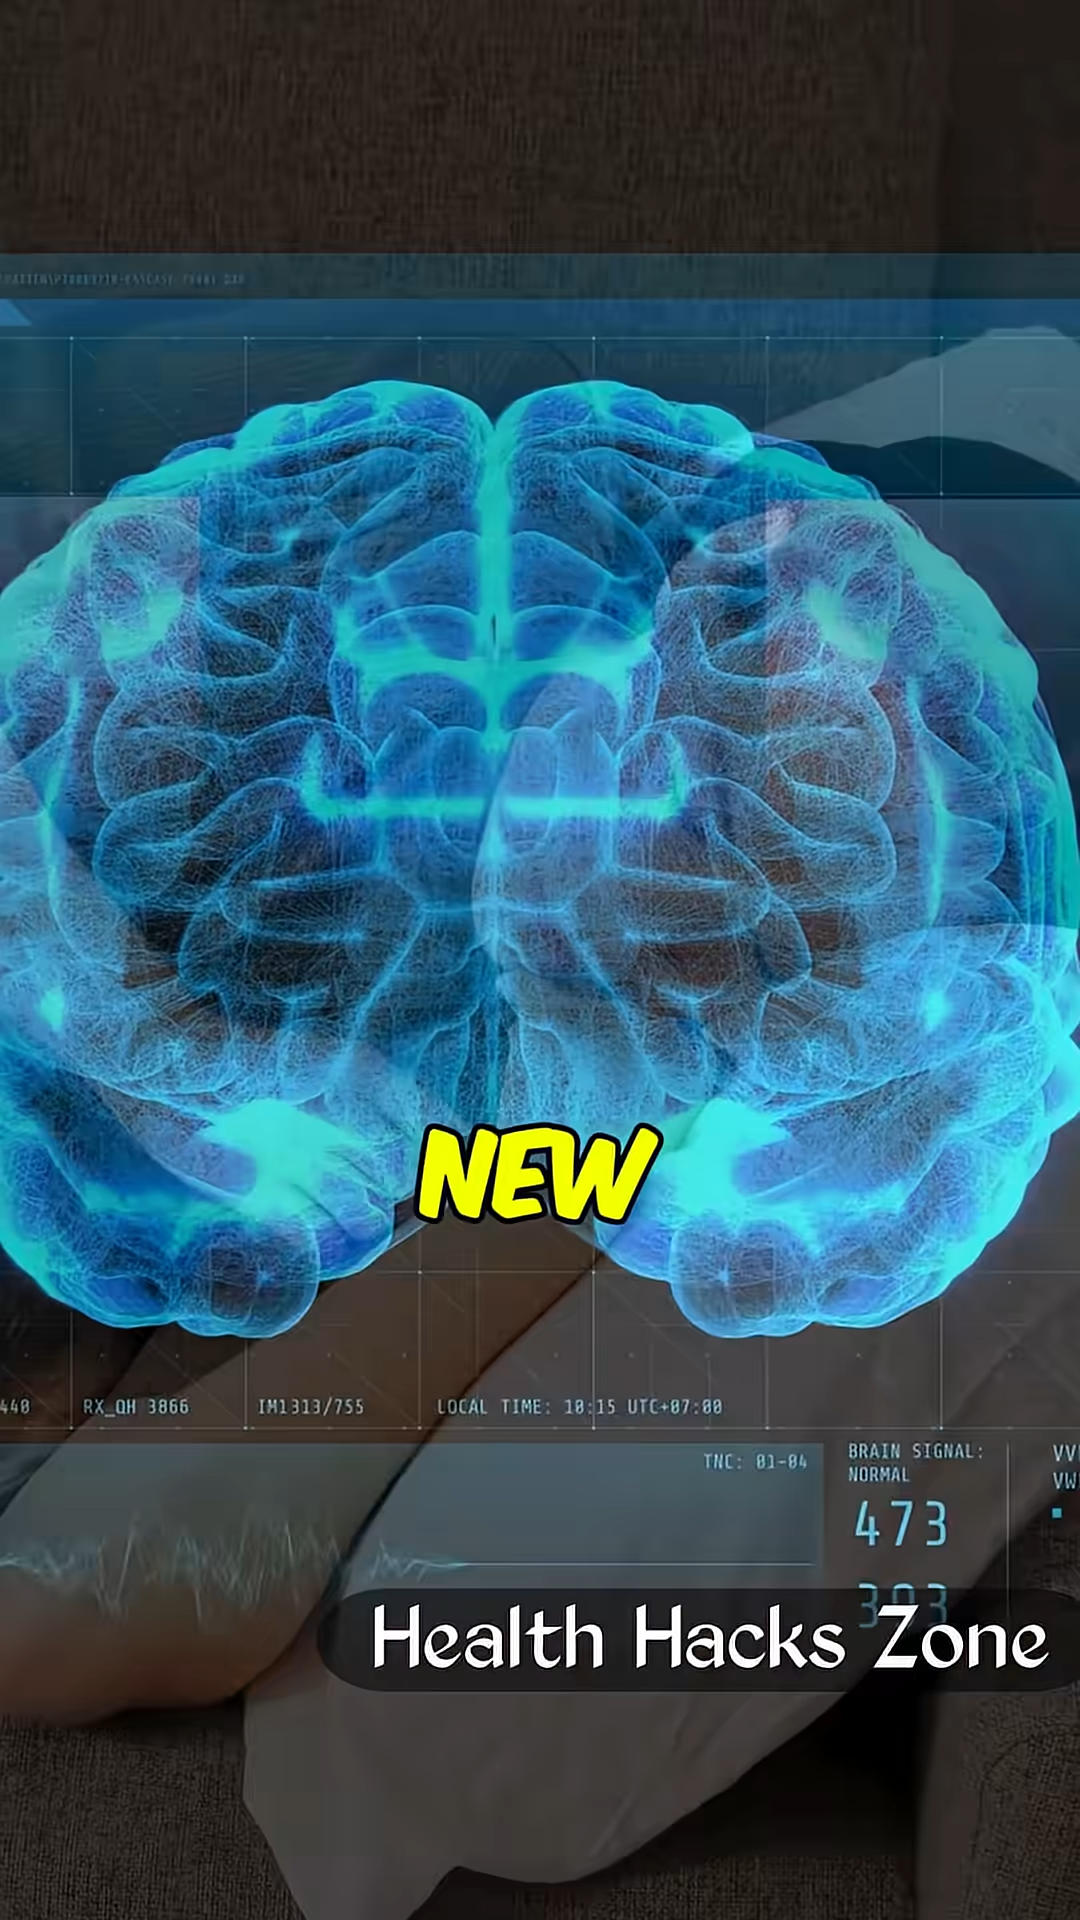 NEW
440
RX_QH 3866
IM1313/755
LOCAL TIME: 10:15 UTC+07:00
TNC: 01-04
BRAIN SIGNAL:
NORMAL
473
Health Hacks Zone